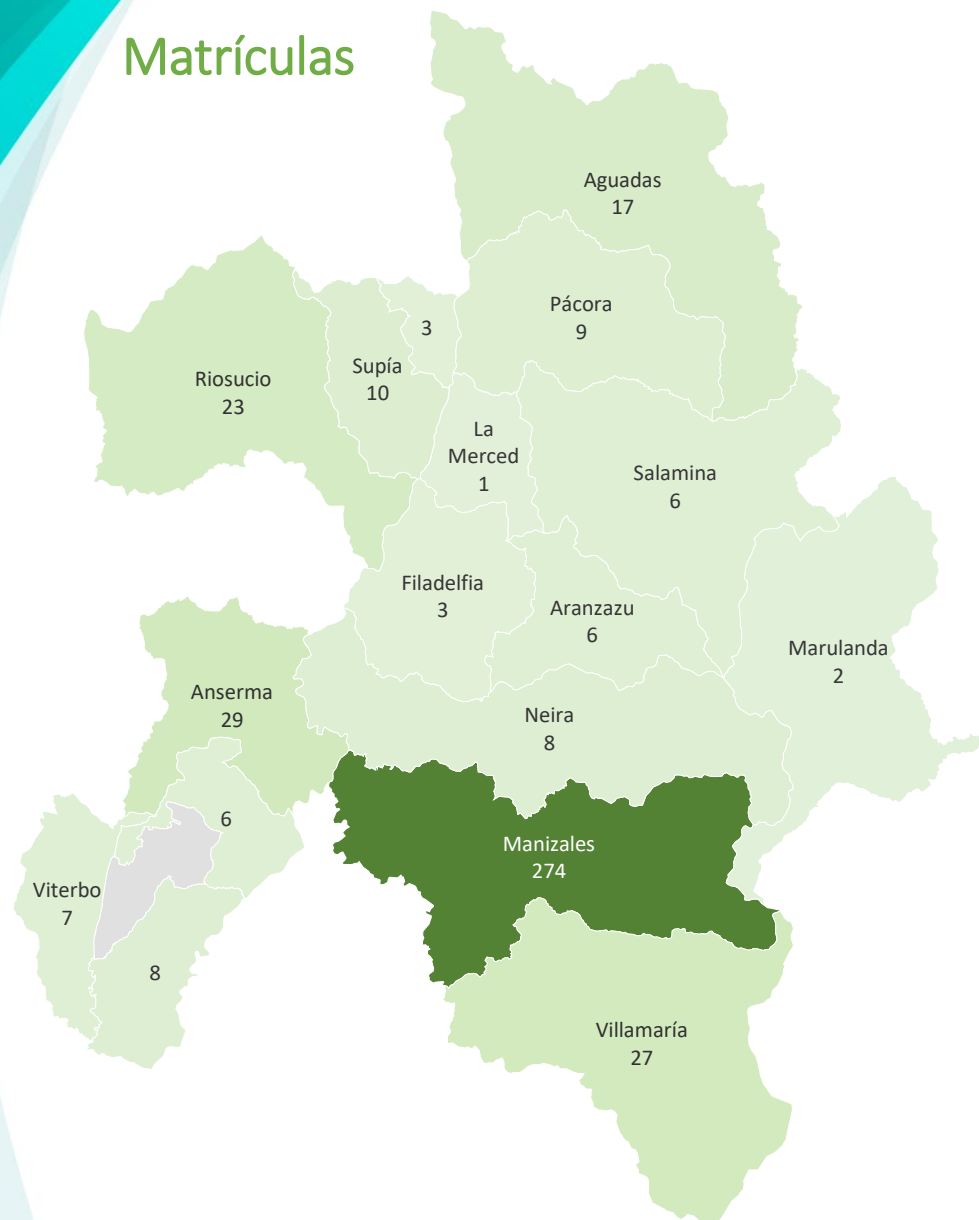 Matrículas
Aguadas
17
Pácora
9
3
Supía
10
Riosucio
23
La
Merced
1
Salamina
6
Filadelfia
3
Aranzazu
6
Marulanda
2
Anserma
29
Neira
8
6
Manizales
274
Viterbo
7
8
Villamaría
27